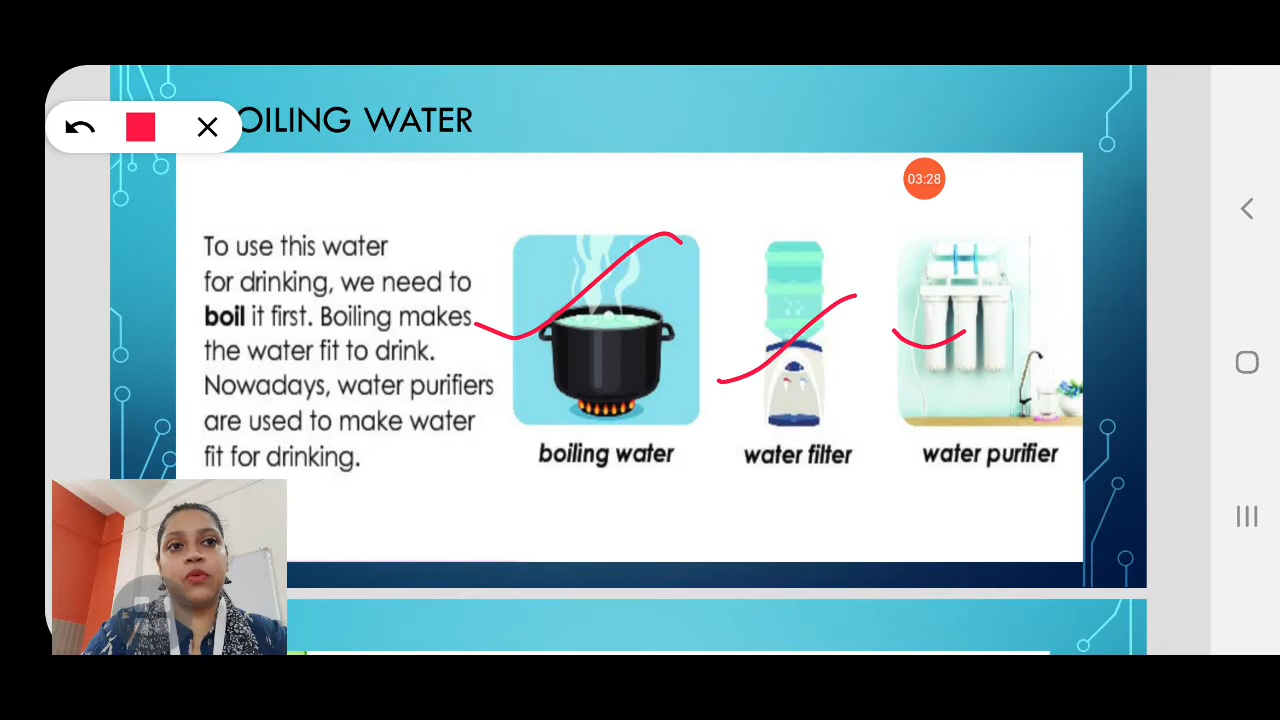 OILING WATER
03:28
To use this water
for drinking, we need to
boil it first. Boiling makes
the water fit to drink.
Nowadays, water purifiers
are used to make water
fit for drinking.
boiling water
water filter
water purifier